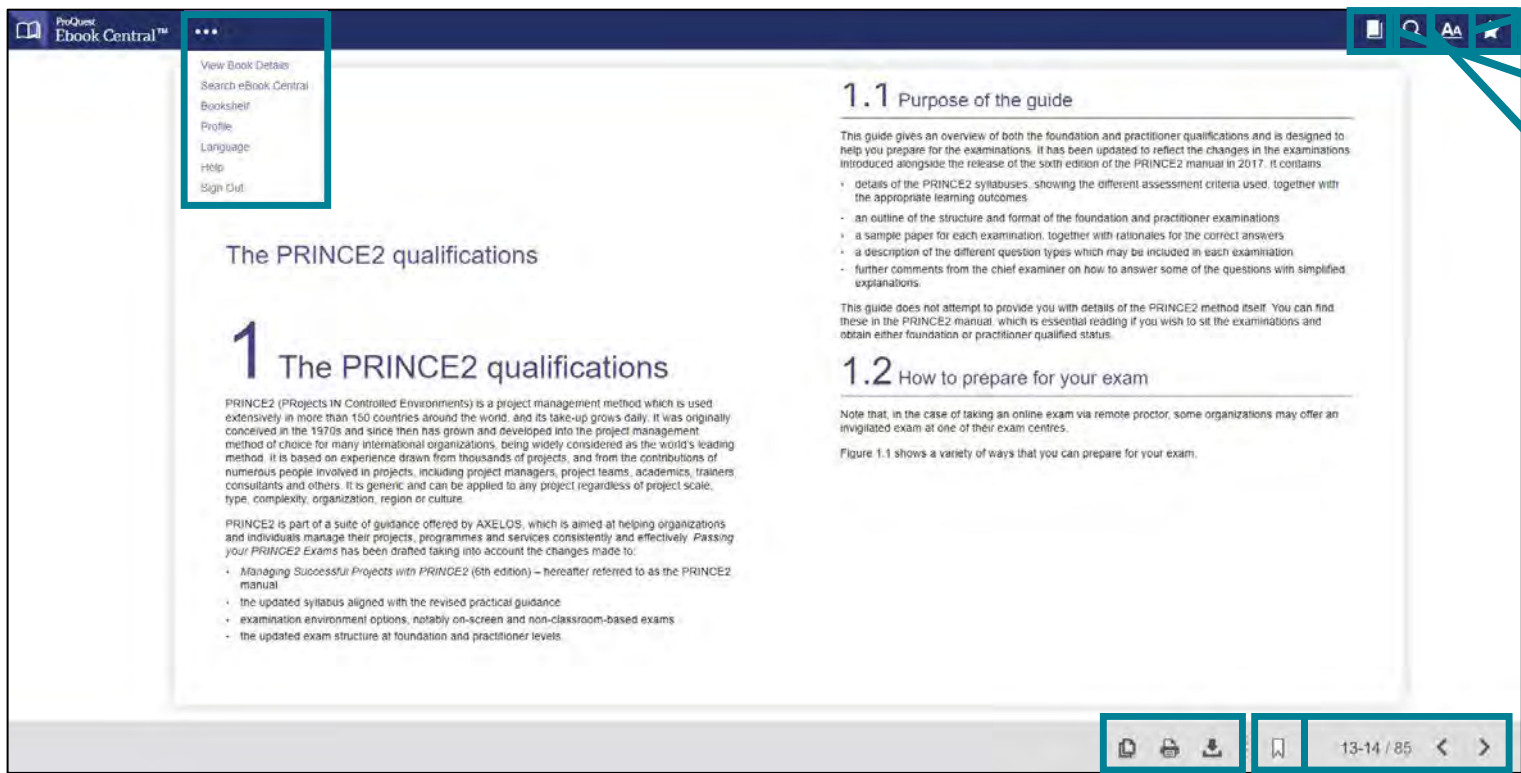 ProQuest
Ebook Central™
•••
AA
View Book Details
Search eBook Central
Bookshelf
Profile
Language
Help
Sign Out
The PRINCE2 qualifications
1 The PRINCE2 qualifications
PRINCE2 (PRojects IN Controlled Environments) is a project management method which is used
extensively in more than 150 countries around the world, and its take-up grows daily. It was originally
conceived in the 1970s and since then has grown and developed into the project management
method of choice for many international organizations, being widely considered as the world's leading
method. It is based on experience drawn from thousands of projects, and from the contributions of
numerous people involved in projects, including project managers, project teams, academics, trainers,
consultants and others. It is generic and can be applied to any project regardless of project scale,
type, complexity, organization, region or culture.
PRINCE2 is part of a suite of guidance offered by AXELOS, which is aimed at helping organizations
and individuals manage their projects, programmes and services consistently and effectively. Passing
your PRINCE2 Exams has been drafted taking into account the changes made to:
• Managing Successful Projects with PRINCE2 (6th edition) – hereafter referred to as the PRINCE2
manual
• the updated syllabus aligned with the revised practical guidance
• examination environment options, notably on-screen and non-classroom-based exams
• the updated exam structure at foundation and practitioner levels.
1.1 Purpose of the guide
This guide gives an overview of both the foundation and practitioner qualifications and is designed to
help you prepare for the examinations. It has been updated to reflect the changes in the examinations
introduced alongside the release of the sixth edition of the PRINCE2 manual in 2017. It contains:
• details of the PRINCE2 syllabuses, showing the different assessment criteria used, together with
the appropriate learning outcomes
• an outline of the structure and format of the foundation and practitioner examinations
• a sample paper for each examination, together with rationales for the correct answers
• a description of the different question types which may be included in each examination
• further comments from the chief examiner on how to answer some of the questions with simplified
explanations.
This guide does not attempt to provide you with details of the PRINCE2 method itself. You can find
these in the PRINCE2 manual, which is essential reading if you wish to sit the examinations and
obtain either foundation or practitioner qualified status.
1.2 How to prepare for your exam
Note that, in the case of taking an online exam via remote proctor, some organizations may offer an
invigilated exam at one of their exam centres.
Figure 1.1 shows a variety of ways that you can prepare for your exam.
13-14 / 85